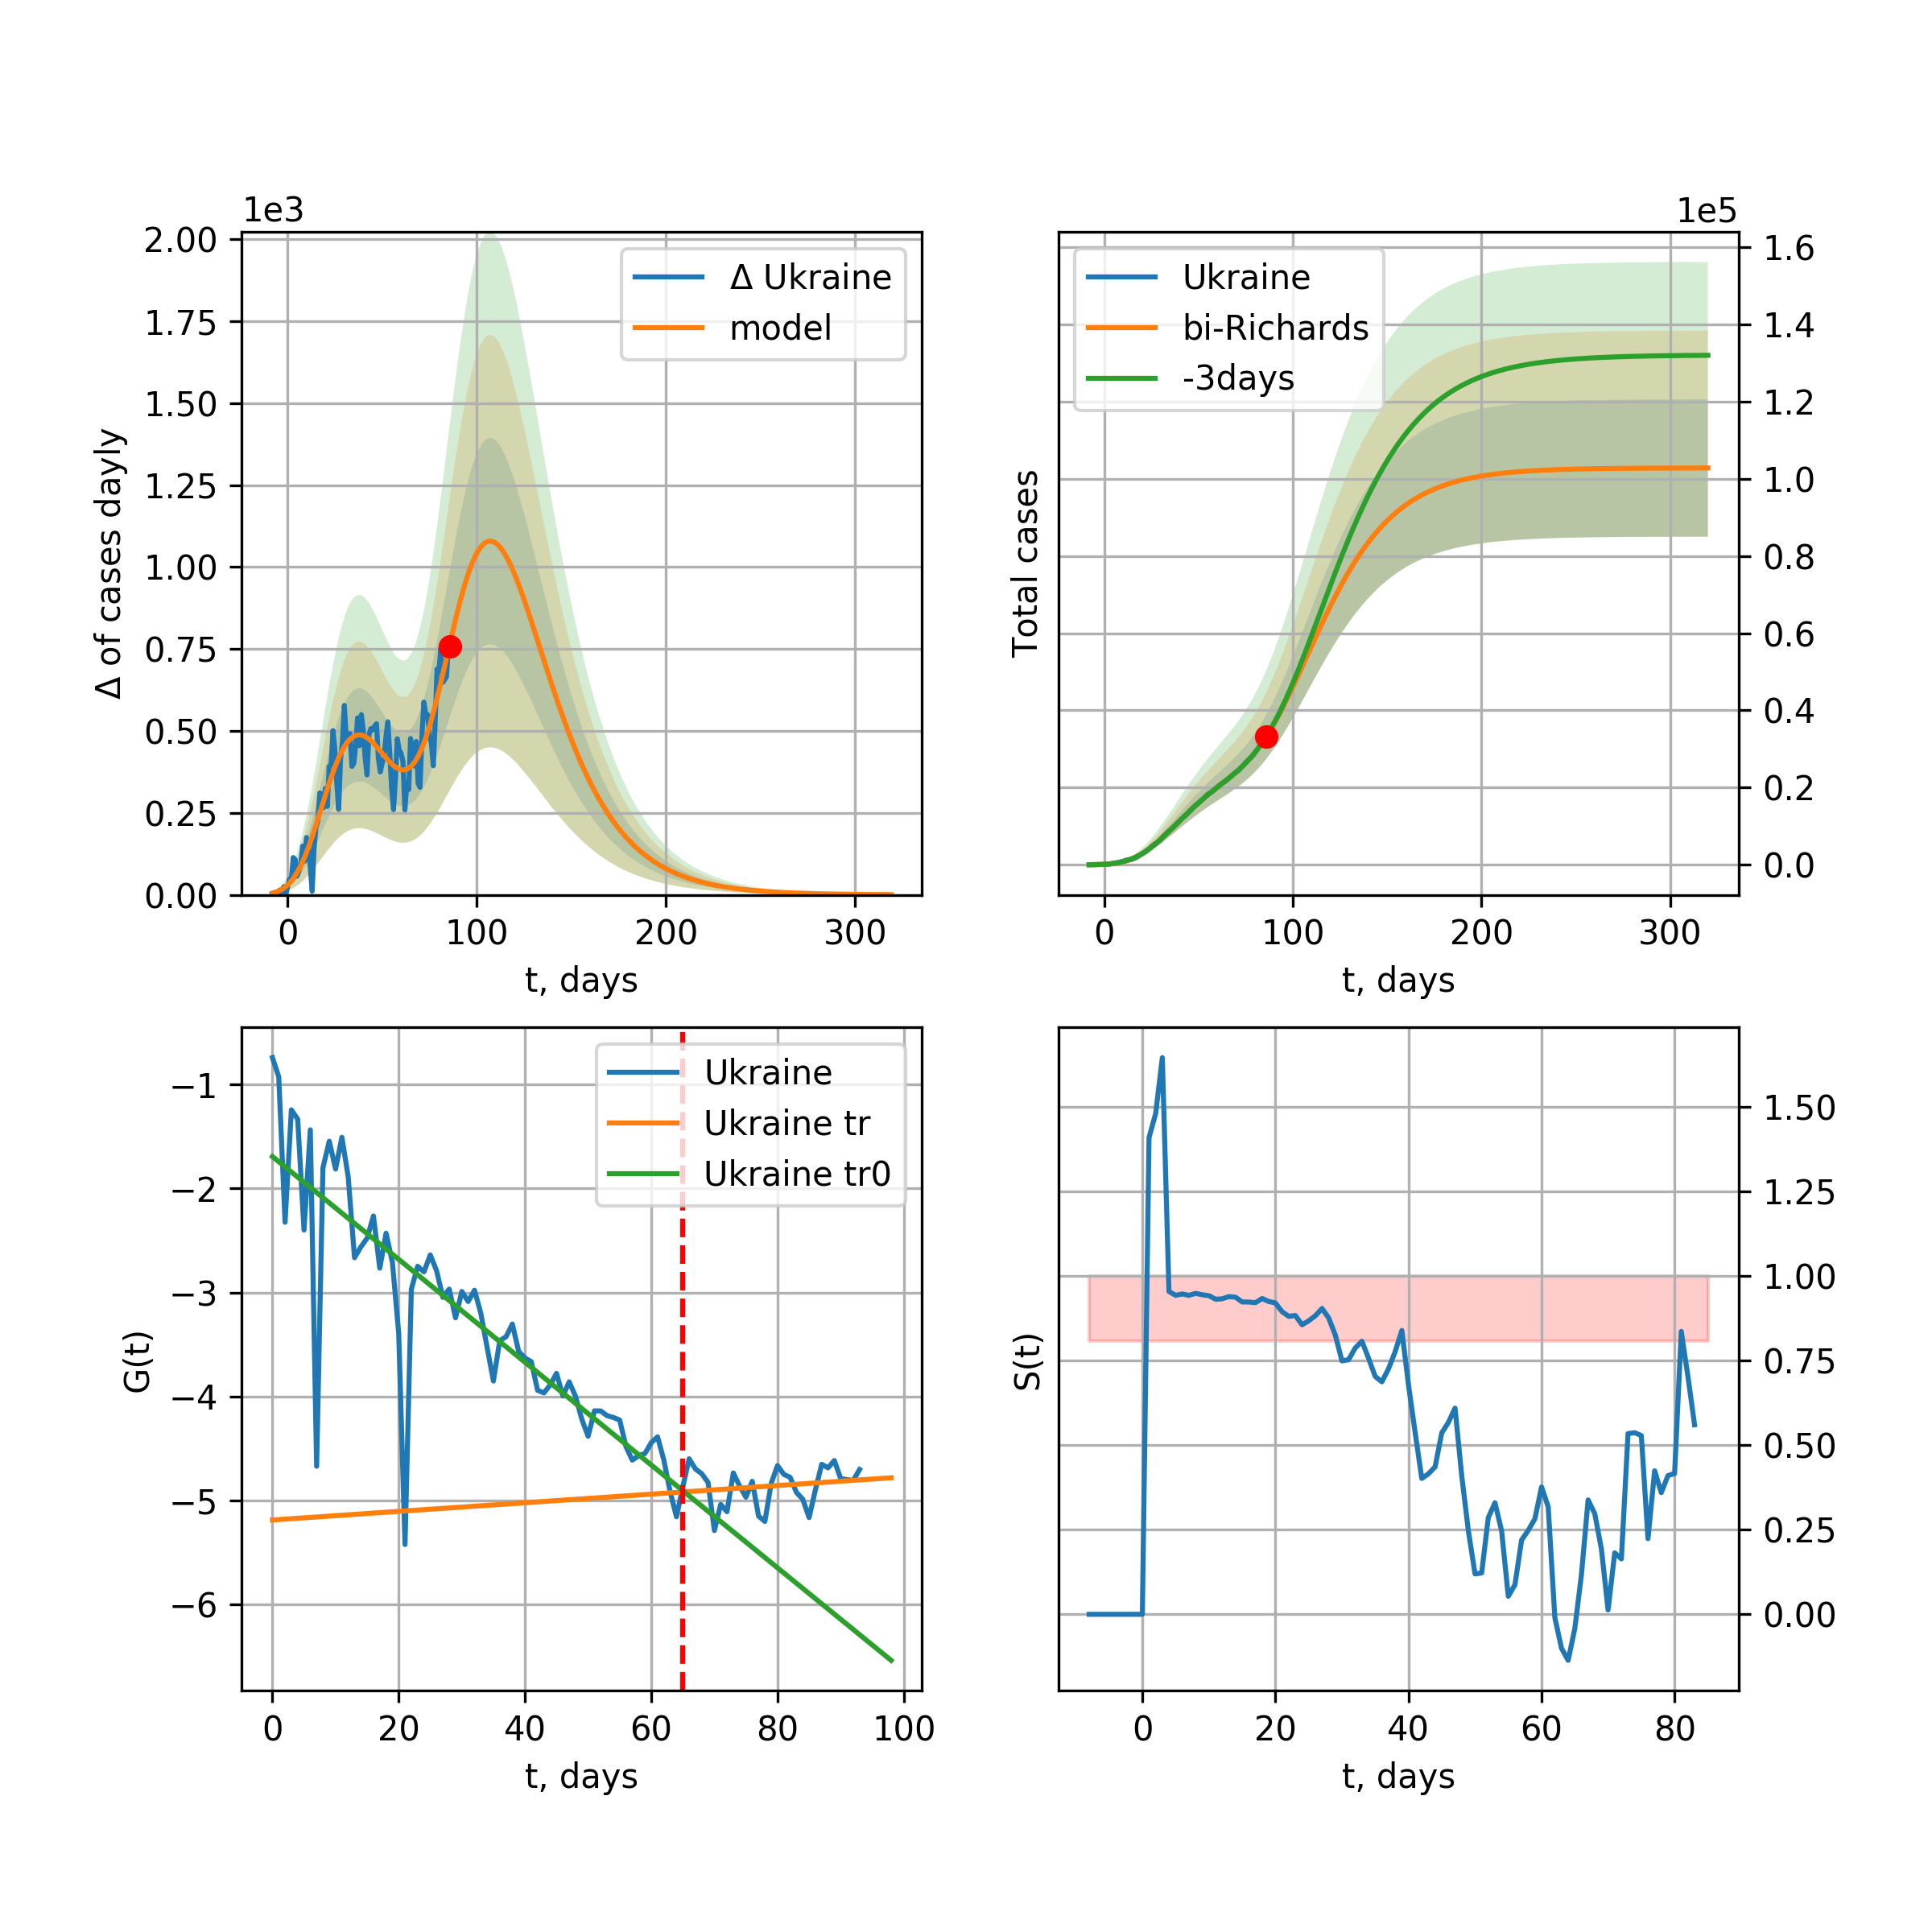 1e3
2.00
1.75
1.50
1.25
1.00
0.75
0.50
0.25
0.00
Δ of cases dayly
Δ Ukraine
model
0 100 200 300
t, days
1e5
1.6
1.4
1.2
1.0
0.8
0.6
0.4
0.2
0.0
Total cases
Ukraine
bi-Richards
-3days
0 100 200 300
t, days
−1
−2
−3
−4
−5
−6
G(t)
Ukraine
Ukraine tr
Ukraine tr0
0 20 40 60 80 100
t, days
S(t)
1.50
1.25
1.00
0.75
0.50
0.25
0.00
0 20 40 60 80
t, days